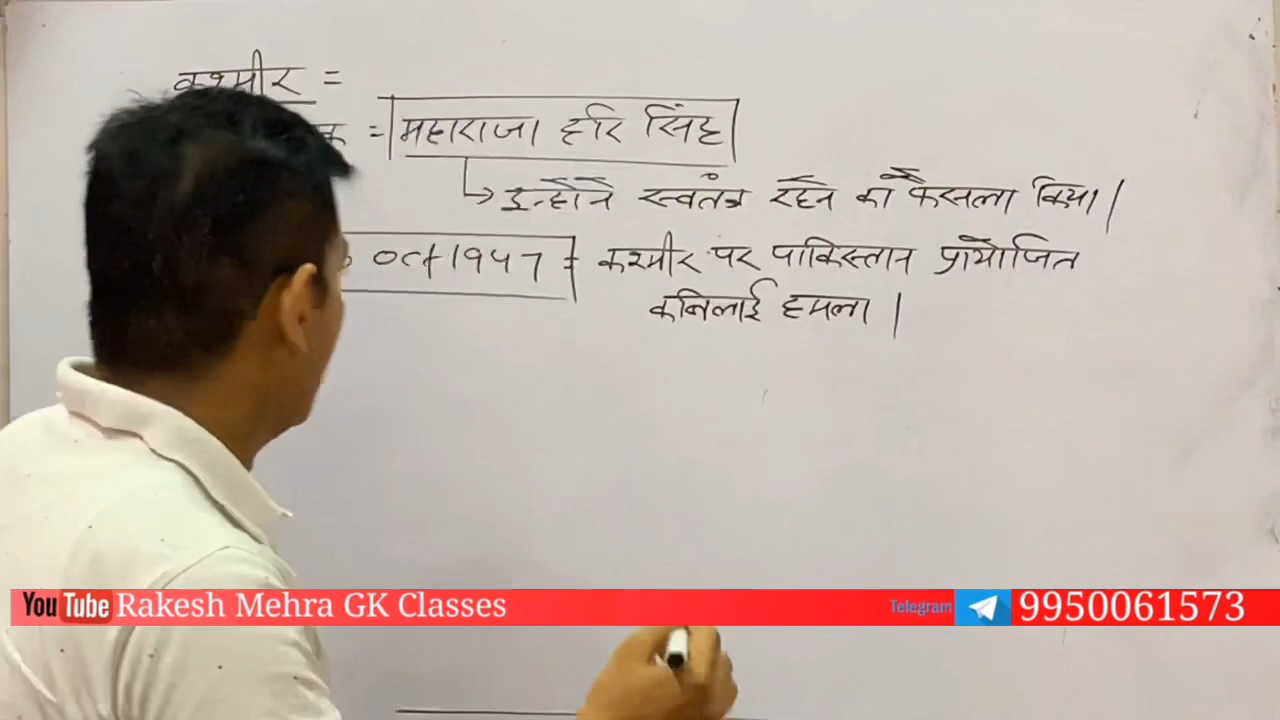 कश्मीर =
= महाराजा हरि सिंह
इन्होंने स्वतंत्र रहने का फैसला किया।
Oct 1947 = कश्मीर पर पाकिस्तान प्रायोजित
कबिलाई हमला।
YouTube Rakesh Mehra GK Classes
Telegram 9950061573